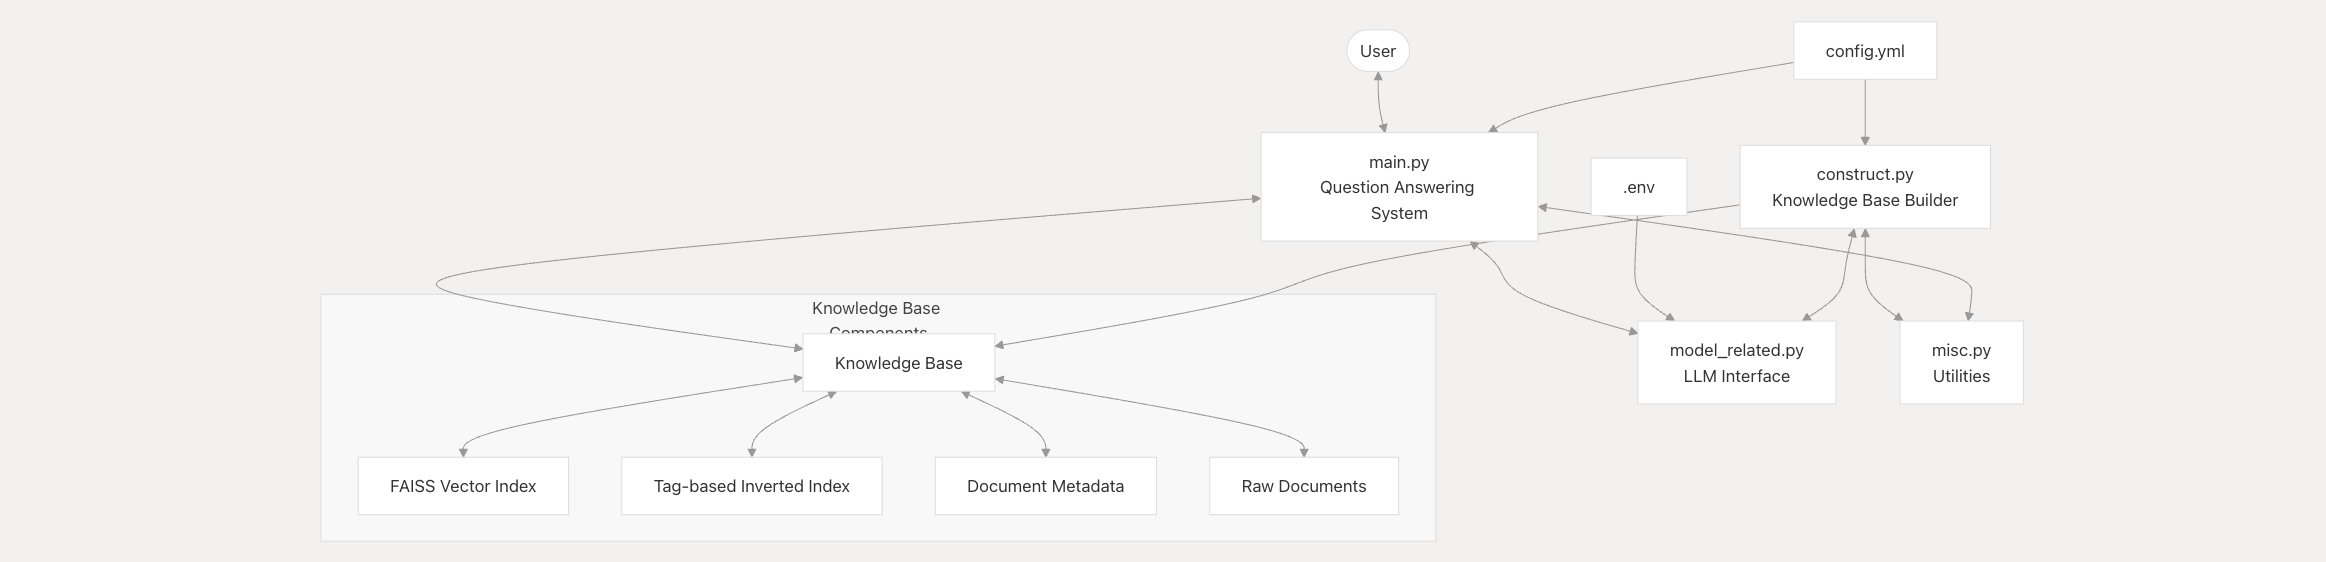 User
config.yml
main.py
Question Answering
System
.env
construct.py
Knowledge Base Builder
Knowledge Base
Components
Knowledge Base
model_related.py
LLM Interface
misc.py
Utilities
FAISS Vector Index
Tag-based Inverted Index
Document Metadata
Raw Documents